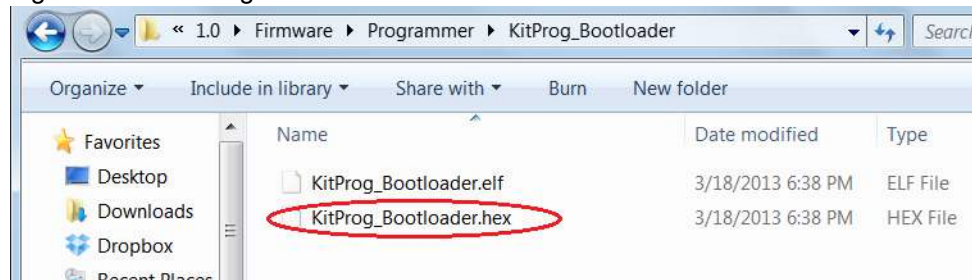 « 1.0 ▸ Firmware ▸ Programmer ▸ KitProg_Bootloader
Organize ▾ Include in library ▾ Share with ▾ Burn New folder
Name Date modified Type
Favorites
Desktop KitProg_Bootloader.elf 3/18/2013 6:38 PM ELF File
Downloads KitProg_Bootloader.hex 3/18/2013 6:38 PM HEX File
Dropbox
Recent Places